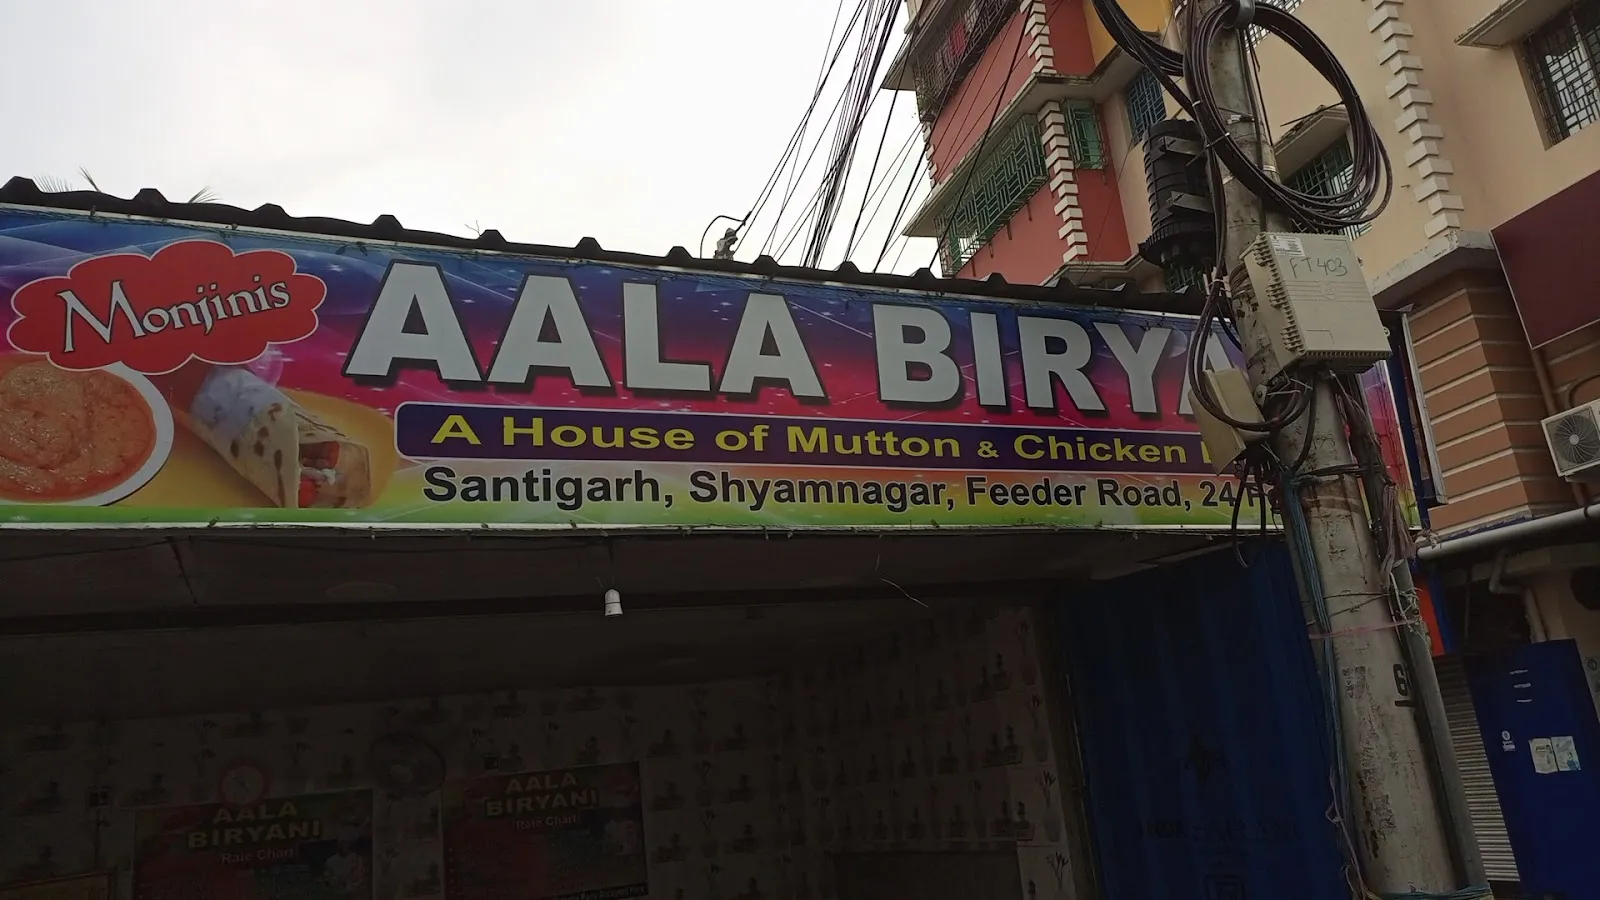 Monjinis
AALA BIRYA
A House of Mutton & Chicken
Santigarh, Shyamnagar, Feeder Road, 24
FT403
AALA
BIRYANI
Rate Chart
AALA
BIRYANI
Rate Chart